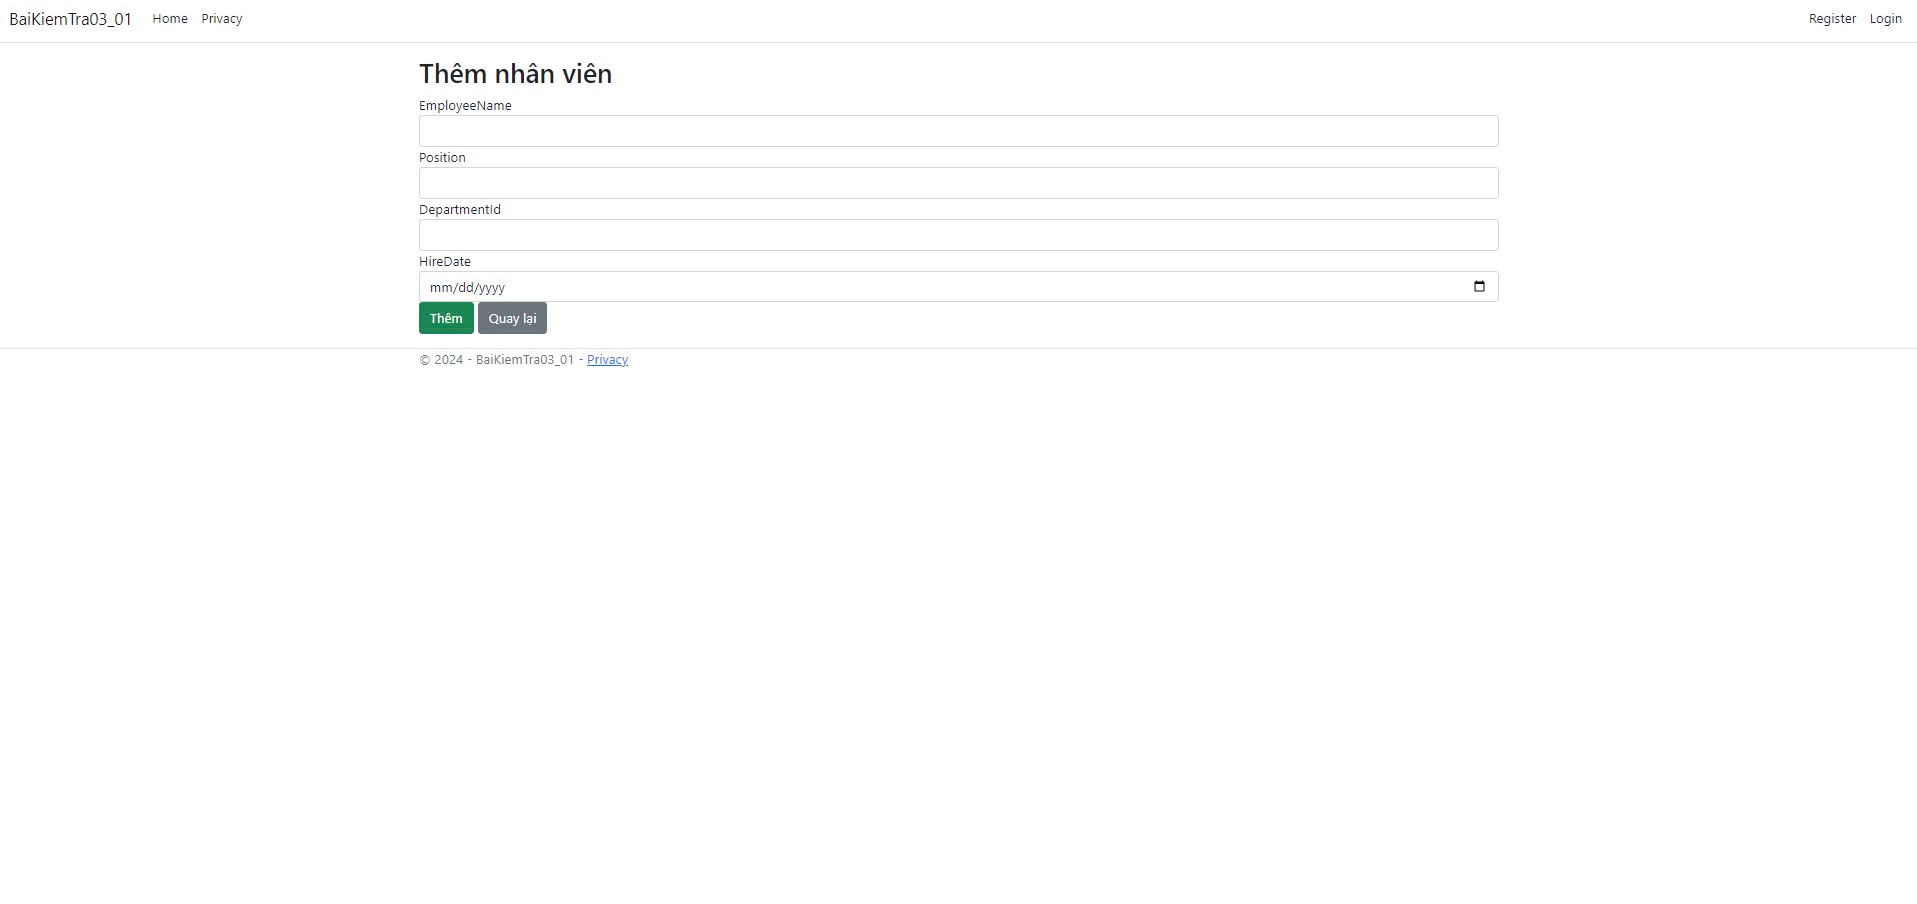 BaiKiemTra03_01 Home Privacy Register Login
Thêm nhân viên
EmployeeName
Position
DepartmentId
HireDate
mm/dd/yyyy
Thêm Quay lại
© 2024 - BaiKiemTra03_01 - Privacy